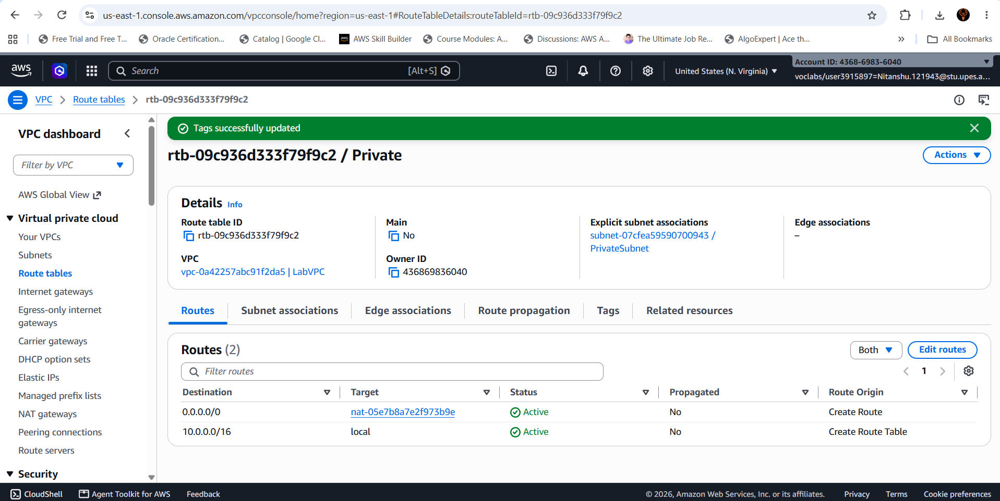 us-east-1.console.aws.amazon.com/vpcconsole/home?region=us-east-1#RouteTableDetails:routeTableId=rtb-09c936d333f79f9c2
Free Trial and Free T...
Oracle Certification...
Catalog | Google Cl...
aws
AWS Skill Builder
Course Modules: A...
Discussions: AWS A...
The Ultimate Job Re...
AlgoExpert | Ace th...
»
All Bookmarks
aws
Search
[Alt+S]
United States (N. Virginia)
Account ID: 4368-6983-6040
voclabs/user3915897=Nitanshu.121943@stu.upes.a...
VPC
Route tables
rtb-09c936d333f79f9c2
VPC dashboard
Filter by VPC
AWS Global View
Virtual private cloud
Your VPCs
Subnets
Route tables
Internet gateways
Egress-only internet
gateways
Carrier gateways
DHCP option sets
Elastic IPs
Managed prefix lists
NAT gateways
Peering connections
Route servers
Security
Tags successfully updated
rtb-09c936d333f79f9c2 / Private
Actions
Details
Info
Route table ID
rtb-09c936d333f79f9c2
Main
No
Explicit subnet associations
subnet-07cfea59590700943 /
PrivateSubnet
Edge associations
–
VPC
vpc-0a42257abc91f2da5 | LabVPC
Owner ID
436869836040
Routes
Subnet associations
Edge associations
Route propagation
Tags
Related resources
Routes (2)
Both
Edit routes
Filter routes
1
Destination
Target
Status
Propagated
Route Origin
0.0.0.0/0
nat-05e7b8a7e2f973b9e
Active
No
Create Route
10.0.0.0/16
local
Active
No
Create Route Table
CloudShell
Agent Toolkit for AWS
Feedback
© 2026, Amazon Web Services, Inc. or its affiliates.
Privacy
Terms
Cookie preferences